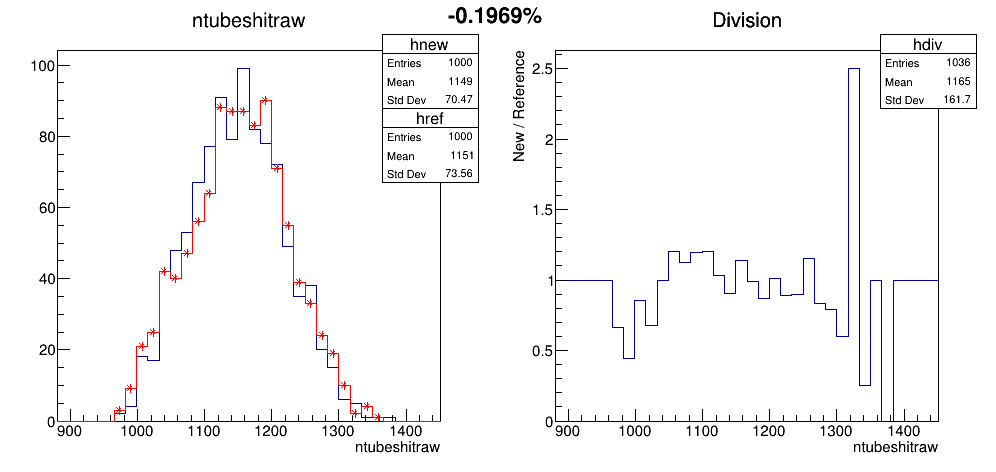 -0.1969%
ntubeshitraw
hnew
Entries 1000
Mean 1149
Std Dev 70.47
href
Entries 1000
Mean 1151
Std Dev 73.56
100
80
60
40
20
0
900 1000 1100 1200 1300 1400
ntubeshitraw
Division
hdiv
Entries 1036
Mean 1165
Std Dev 161.7
New / Reference
2.5
2
1.5
1
0.5
0
900 1000 1100 1200 1300 1400
ntubeshitraw